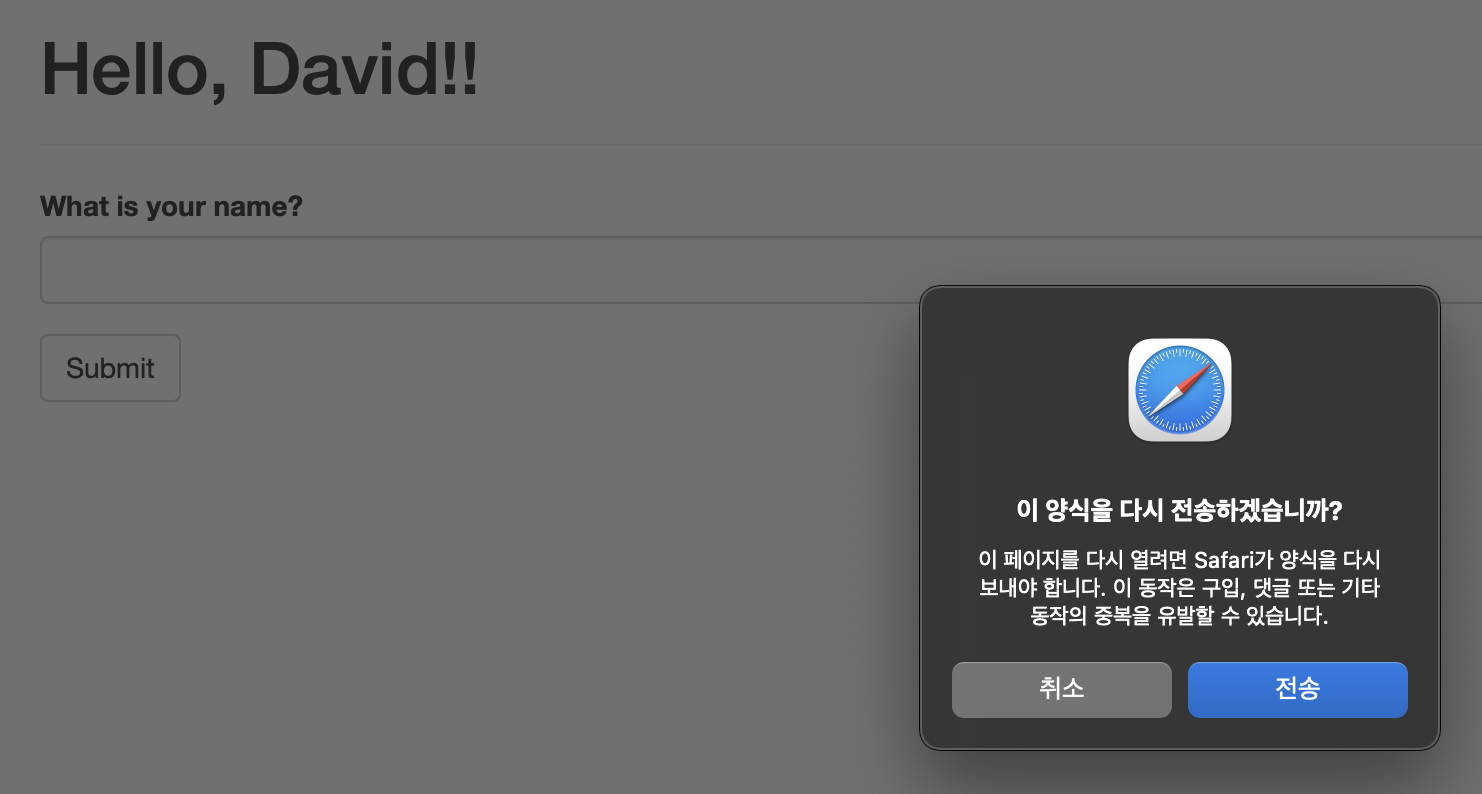 Hello, David!!
What is your name?
Submit
이 양식을 다시 전송하겠습니까?
이 페이지를 다시 열려면 Safari가 양식을 다시
보내야 합니다. 이 동작은 구입, 댓글 또는 기타
동작의 중복을 유발할 수 있습니다.
취소
전송